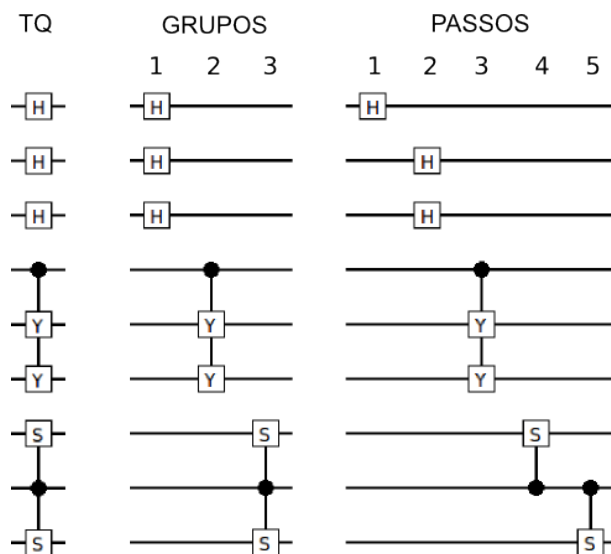 TQ GRUPOS PASSOS
1 2 3 1 2 3 4 5
H H H
H H H
H H H
Y Y Y
Y Y Y
S S S
S S S